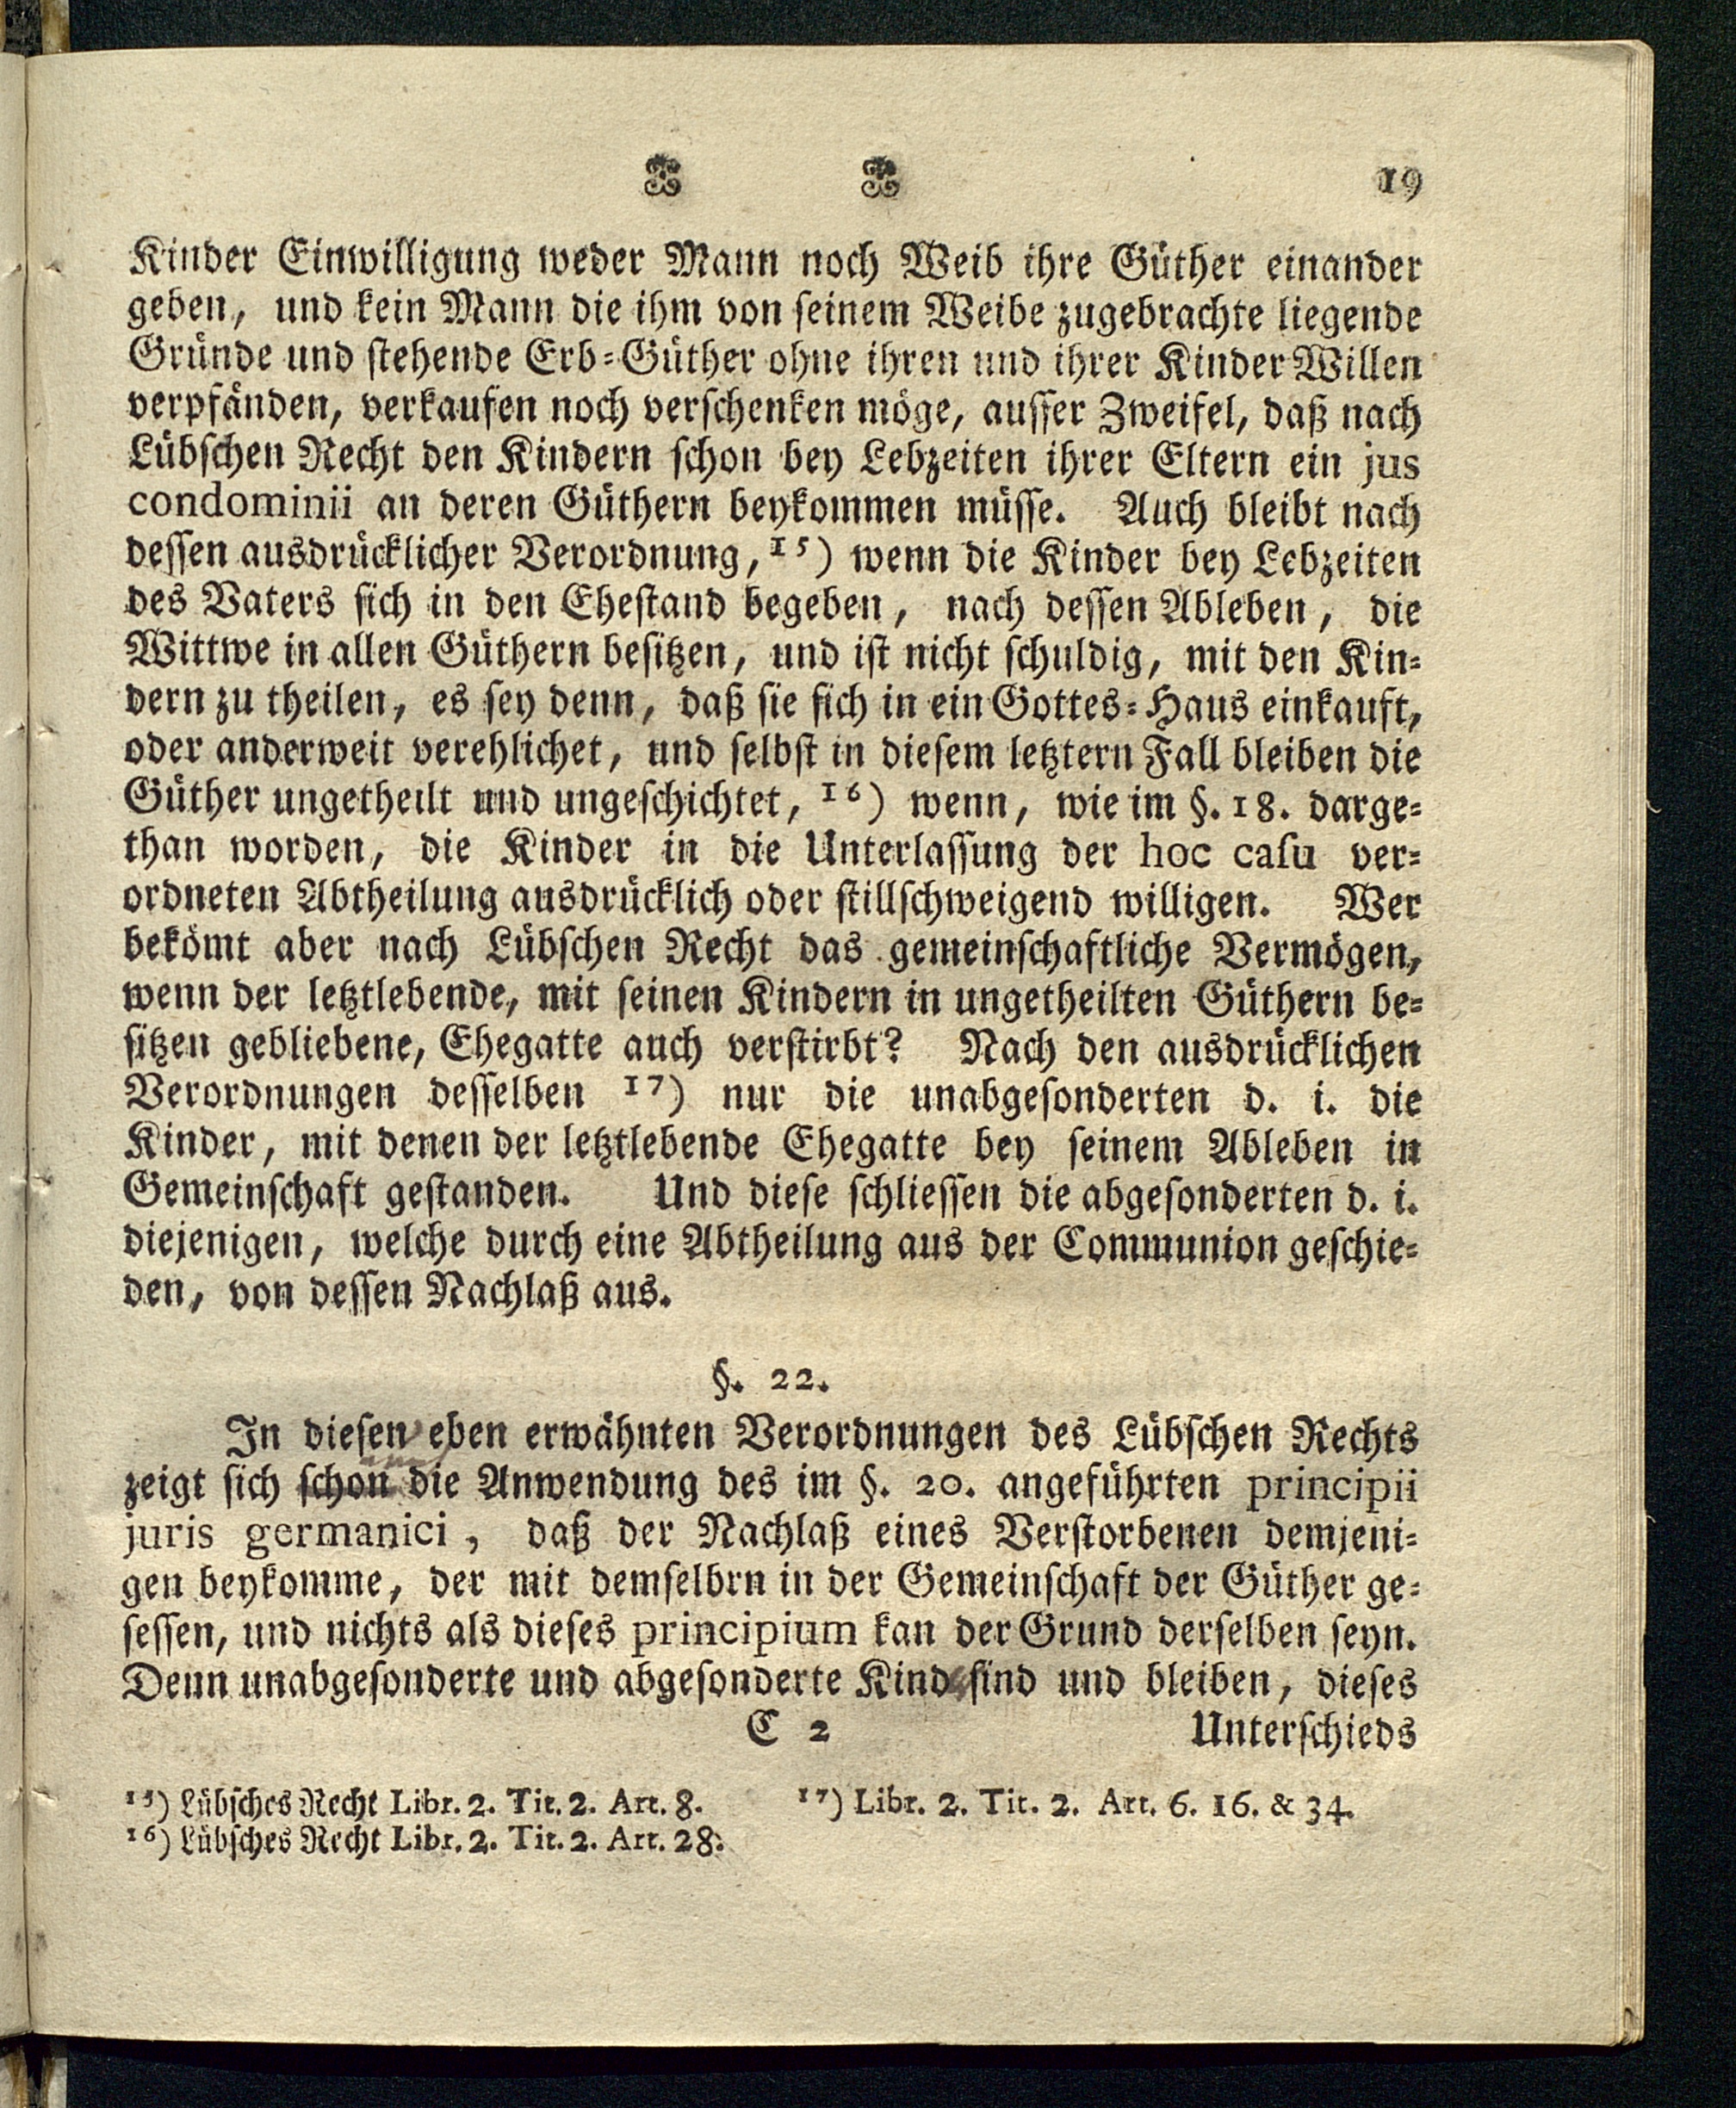 19
Kinder Einwilligung weder Mann noch Weib ihre Güther einander
geben, und kein Mann die ihm von seinem Weibe zugebrachte liegende
Gründe und stehende Erb-Güther ohne ihren und ihrer Kinder Willen
verpfänden, verkaufen noch verschenken möge, ausser Zweifel, daß nach
Lübschen Recht den Kindern schon bey Lebzeiten ihrer Eltern ein jus
condominii an deren Güthern beykommen müsse. Auch bleibt nach
dessen ausdrücklicher Verordnung, 15) wenn die Kinder bey Lebzeiten
des Vaters sich in den Ehestand begeben, nach dessen Ableben, die
Wittwe in allen Güthern besitzen, und ist nicht schuldig, mit den Kin-
dern zu theilen, es sey denn, daß sie sich in ein Gottes-Haus einkauft,
oder anderweit verehlichet, und selbst in diesem letztern Fall bleiben die
Güther ungetheilt und ungeschichtet, 16) wenn, wie im §. 18. darge-
than worden, die Kinder in die Unterlassung der hoc casu ver-
ordneten Abtheilung ausdrücklich oder stillschweigend willigen. Wer
bekömt aber nach Lübschen Recht das gemeinschaftliche Vermögen,
wenn der letztlebende, mit seinen Kindern in ungetheilten Güthern be-
sitzen gebliebene, Ehegatte auch verstirbt? Nach den ausdrücklichen
Verordnungen desselben 17) nur die unabgesonderten d. i. die
Kinder, mit denen der letztlebende Ehegatte bey seinem Ableben in
Gemeinschaft gestanden. Und diese schliessen die abgesonderten d. i.
diejenigen, welche durch eine Abtheilung aus der Communion geschie-
den, von dessen Nachlaß aus.
§. 22.
In diesen eben erwähnten Verordnungen des Lübschen Rechts
zeigt sich schon die Anwendung des im §. 20. angeführten principii
juris germanici, daß der Nachlaß eines Verstorbenen demjeni-
gen beykomme, der mit demselbrn in der Gemeinschaft der Güther ge-
sessen, und nichts als dieses principium kan der Grund derselben seyn.
Denn unabgesonderte und abgesonderte Kind sind und bleiben, dieses
C 2 Unterschieds
15) Lübsches Recht Libr. 2. Tit. 2. Art. 8.
16) Lübsches Recht Libr. 2. Tit. 2. Art. 28.
17) Libr. 2. Tit. 2. Art. 6. 16. & 34.